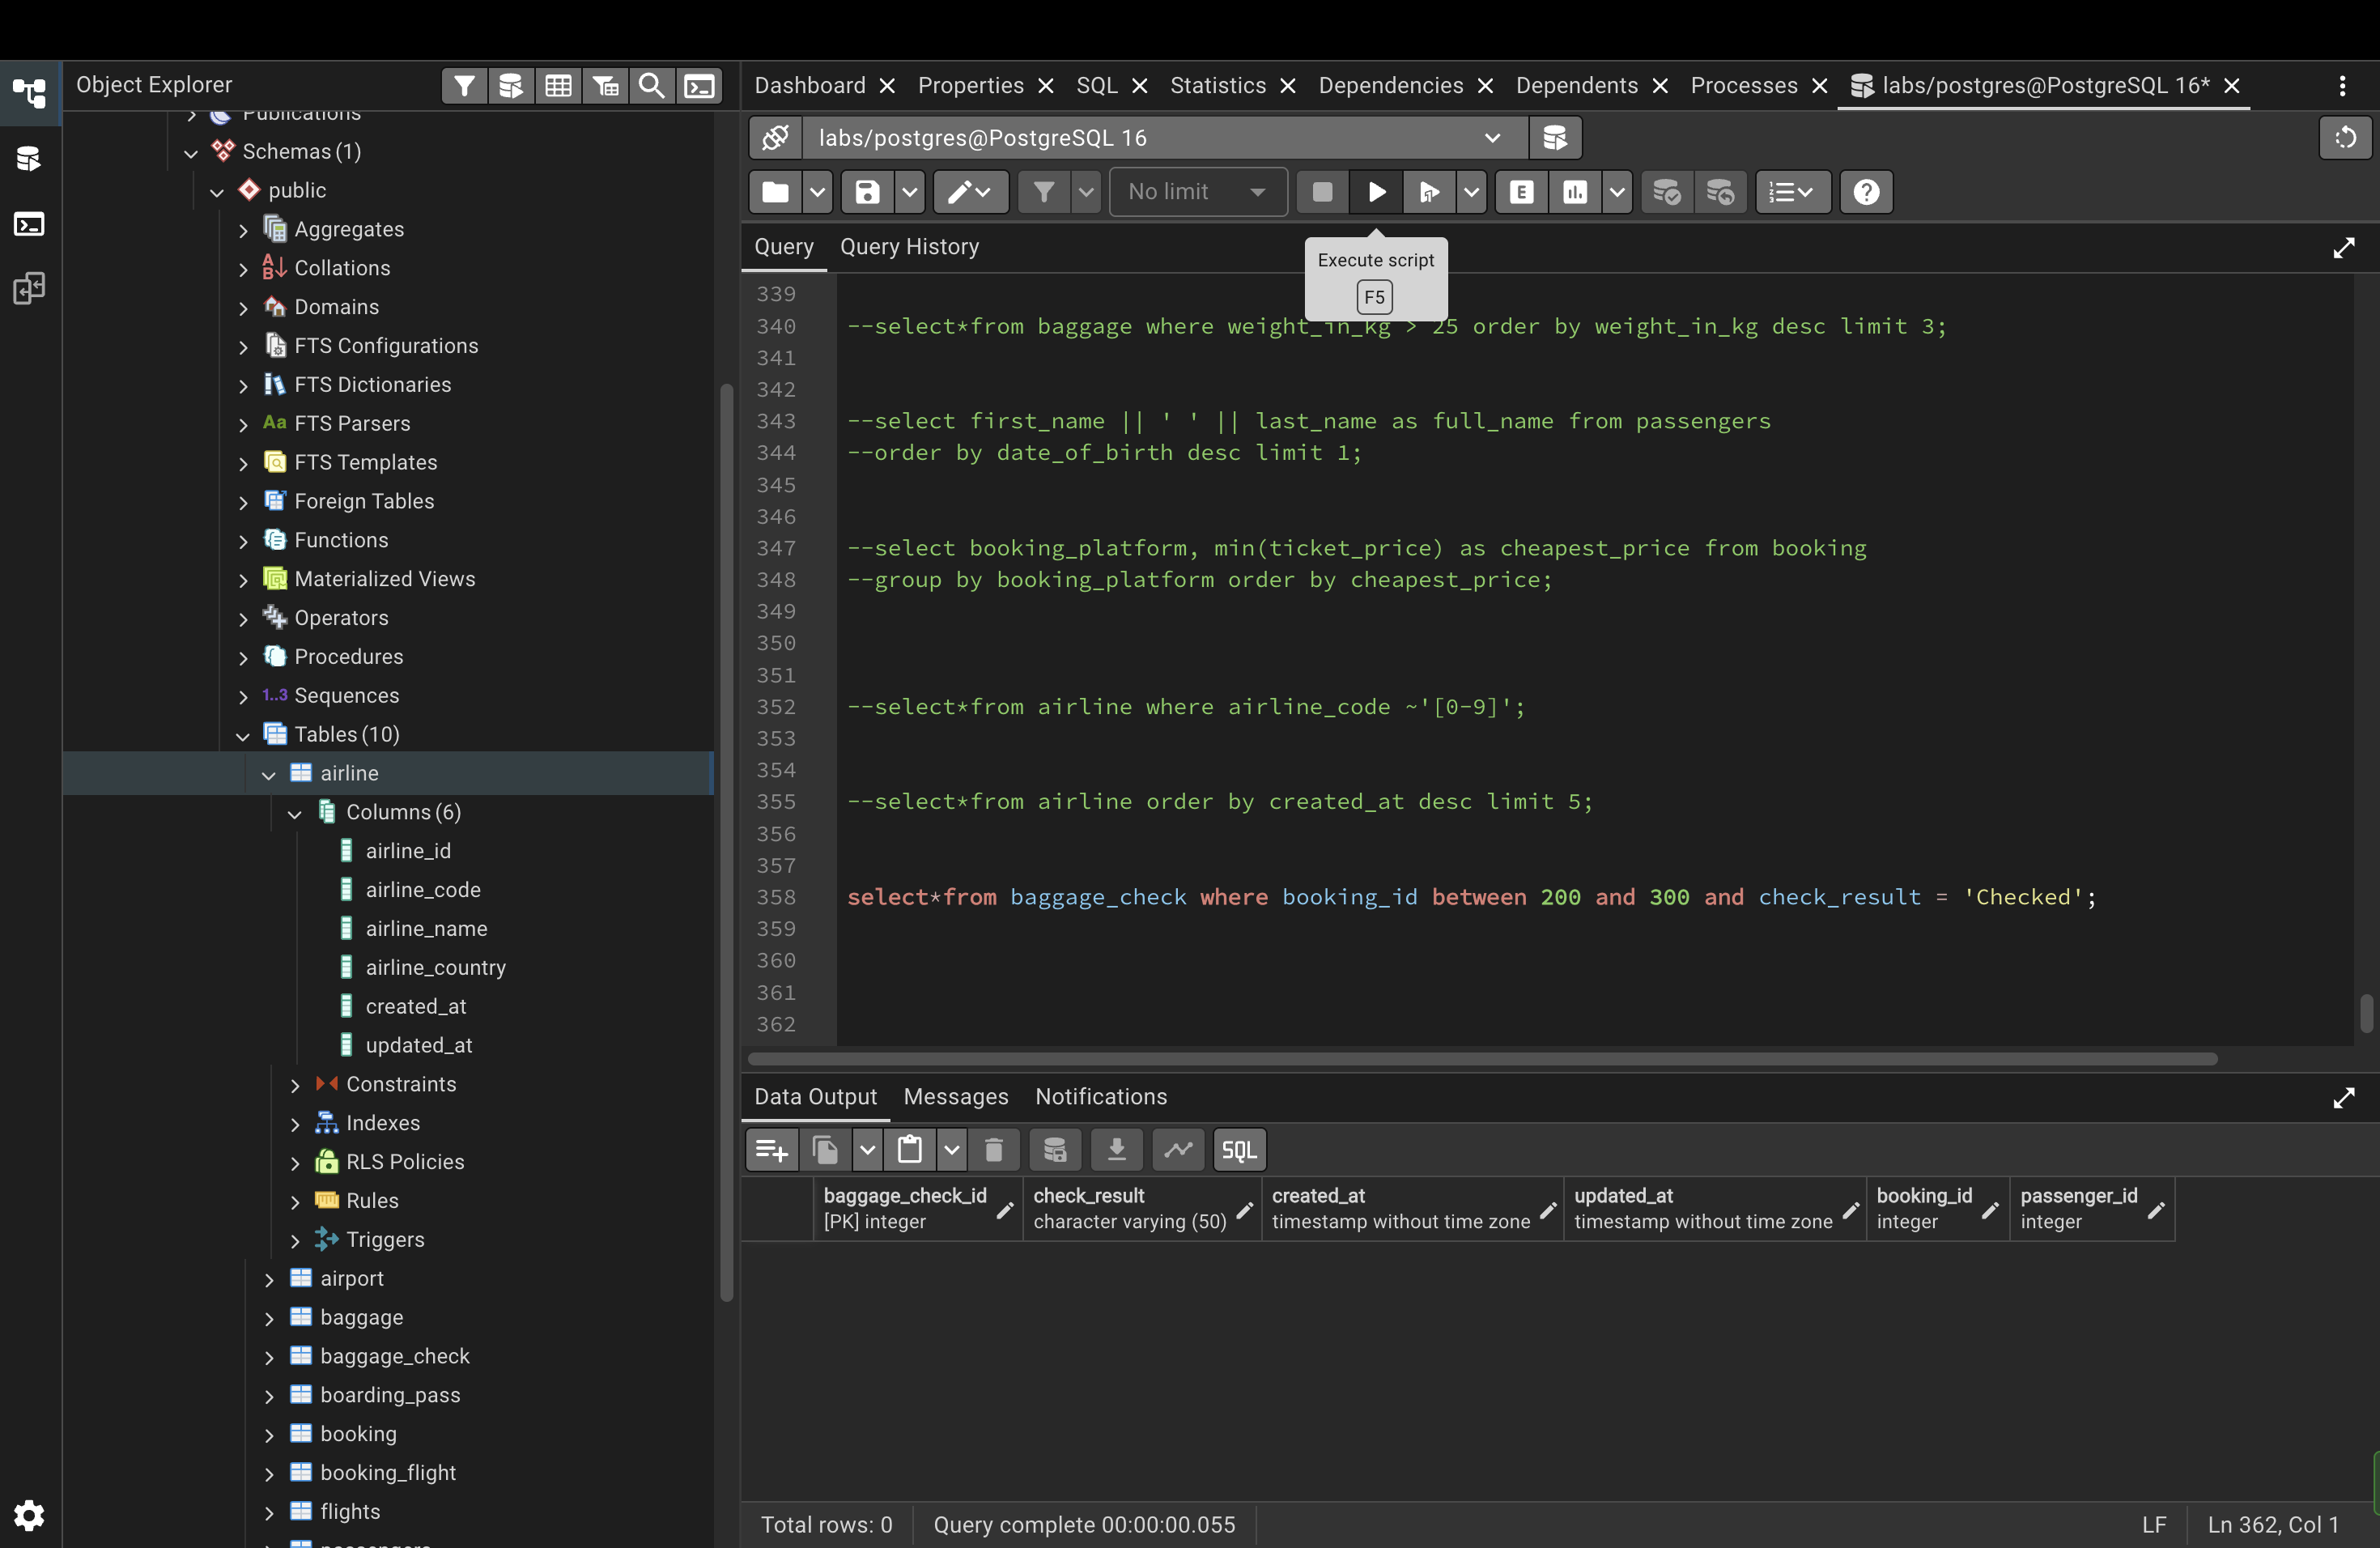 Object Explorer
Publications
Schemas (1)
public
Aggregates
Collations
Domains
FTS Configurations
FTS Dictionaries
Aa FTS Parsers
FTS Templates
Foreign Tables
Functions
Materialized Views
Operators
Procedures
1..3 Sequences
Tables (10)
airline
Columns (6)
airline_id
airline_code
airline_name
airline_country
created_at
updated_at
Constraints
Indexes
RLS Policies
Rules
Triggers
airport
baggage
baggage_check
boarding_pass
booking
booking_flight
flights
Dashboard Properties SQL Statistics Dependencies Dependents Processes labs/postgres@PostgreSQL 16*
labs/postgres@PostgreSQL 16
No limit E
Query Query History
Execute script
F5
339
340 --select*from baggage where weight_in_kg > 25 order by weight_in_kg desc limit 3;
341
342
343 --select first_name || ' ' || last_name as full_name from passengers
344 --order by date_of_birth desc limit 1;
345
346
347 --select booking_platform, min(ticket_price) as cheapest_price from booking
348 --group by booking_platform order by cheapest_price;
349
350
351
352 --select*from airline where airline_code ~'[0-9]';
353
354
355 --select*from airline order by created_at desc limit 5;
356
357
358 select*from baggage_check where booking_id between 200 and 300 and check_result = 'Checked';
359
360
361
362
Data Output Messages Notifications
SQL
baggage_check_id check_result created_at updated_at booking_id passenger_id
[PK] integer character varying (50) timestamp without time zone timestamp without time zone integer integer
Total rows: 0 Query complete 00:00:00.055 LF Ln 362, Col 1